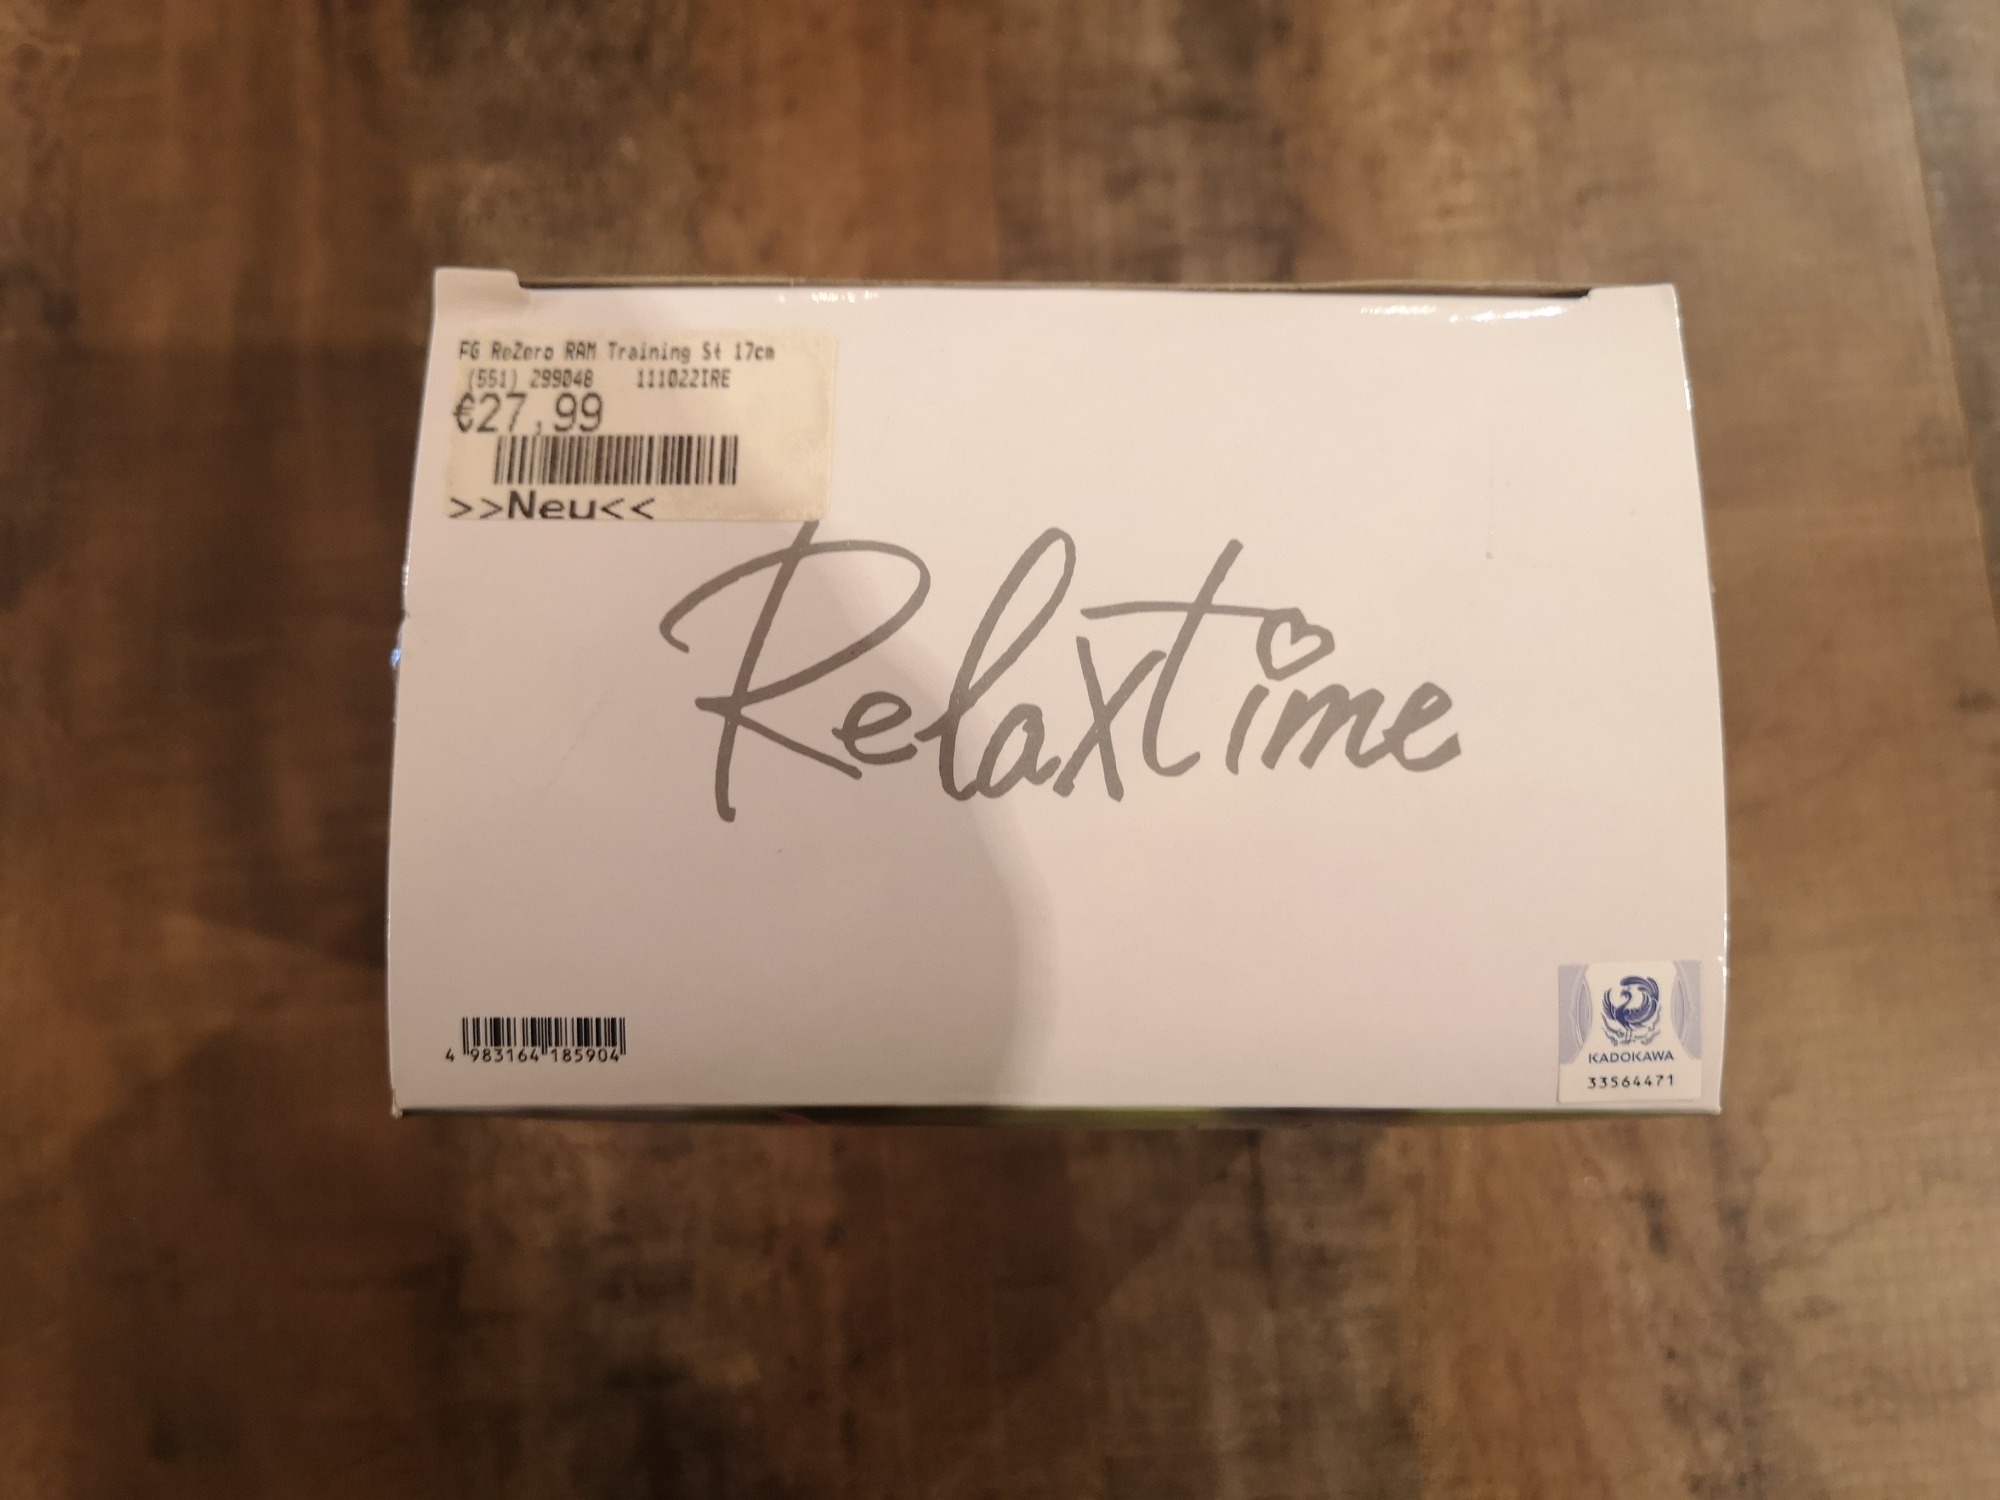 FG ReZero RAM Training St 17cm
(551) 299048 111022IRE
€27,99
>>Neu<<
Relaxtime
4 983164 185904
KADOKAWA
33564471